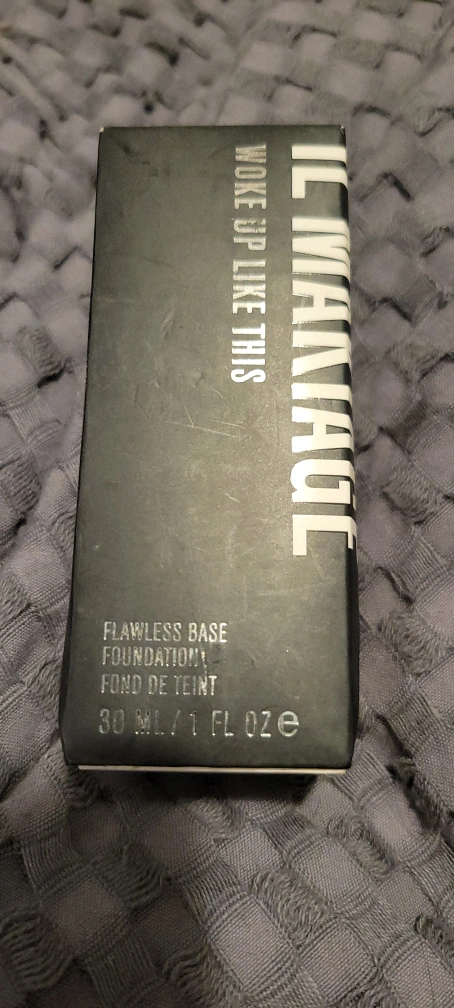 IL MAKIAGE
WOKE UP LIKE THIS
FLAWLESS BASE
FOUNDATION
FOND DE TEINT
30 ML / 1 FL OZ e